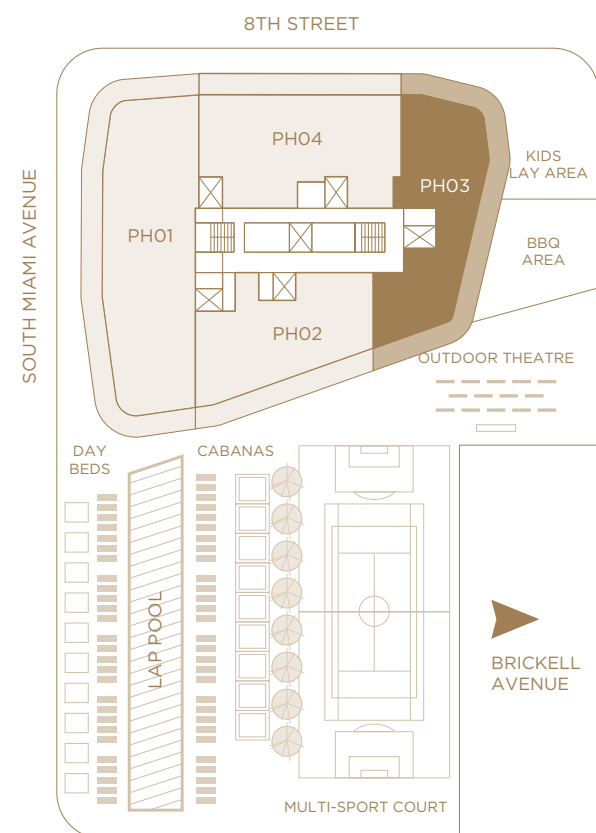 8TH STREET
SOUTH MIAMI AVENUE
PH04
PH03
PH01
PH02
KIDS
LAY AREA
BBQ
AREA
OUTDOOR THEATRE
DAY
BEDS
CABANAS
LAP POOL
BRICKELL
AVENUE
MULTI-SPORT COURT